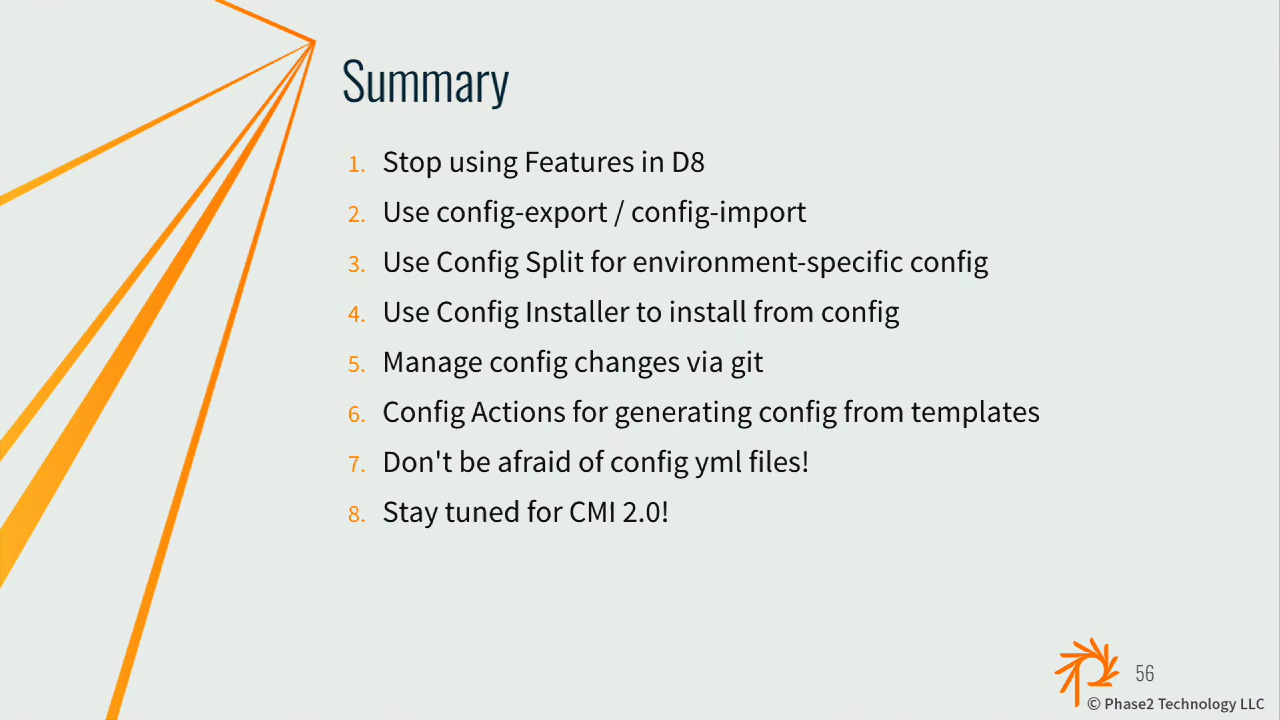 Summary
1. Stop using Features in D8
2. Use config-export / config-import
3. Use Config Split for environment-specific config
4. Use Config Installer to install from config
5. Manage config changes via git
6. Config Actions for generating config from templates
7. Don't be afraid of config yml files!
8. Stay tuned for CMI 2.0!
56
© Phase2 Technology LLC